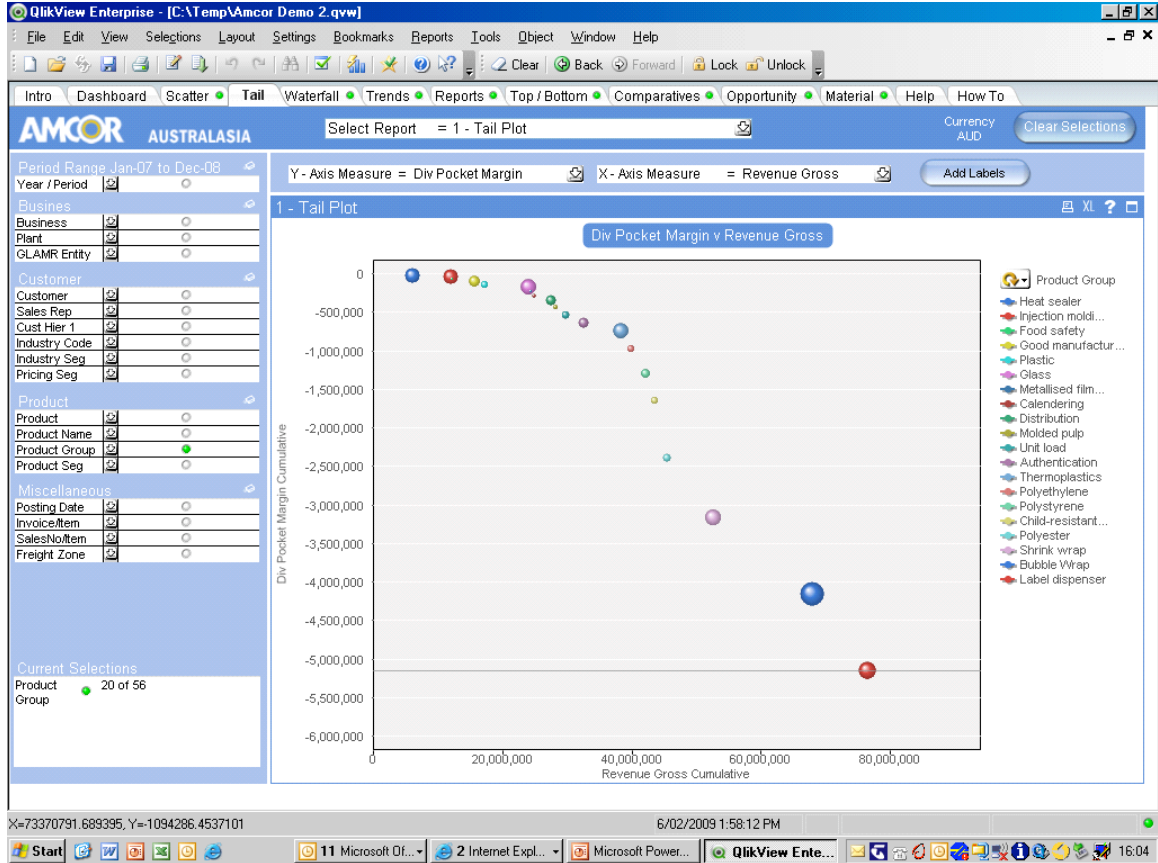 QlikView Enterprise - [C:\Temp\Amcor Demo 2.qvw]
File Edit View Selections Layout Settings Bookmarks Reports Tools Object Window Help
Clear Back Forward Lock Unlock
Intro Dashboard Scatter Tail Waterfall Trends Reports Top / Bottom Comparatives Opportunity Material Help How To
AMCOR AUSTRALASIA
Select Report = 1 - Tail Plot
Currency
AUD
Clear Selections
Period Range Jan-07 to Dec-08
Year / Period
Busines
Business
Plant
GLAMR Entity
Customer
Customer
Sales Rep
Cust Hier 1
Industry Code
Industry Seg
Pricing Seg
Product
Product
Product Name
Product Group
Product Seg
Miscellaneous
Posting Date
Invoice/Item
SalesNo/Item
Freight Zone
Current Selections
Product Group 20 of 56
Y - Axis Measure = Div Pocket Margin X - Axis Measure = Revenue Gross Add Labels
1 - Tail Plot XL ?
Div Pocket Margin v Revenue Gross
0
-500,000
-1,000,000
-1,500,000
-2,000,000
-2,500,000
-3,000,000
-3,500,000
-4,000,000
-4,500,000
-5,000,000
-5,500,000
-6,000,000
Div Pocket Margin Cumulative
0 20,000,000 40,000,000 60,000,000 80,000,000
Revenue Gross Cumulative
Product Group
Heat sealer
Injection moldi...
Food safety
Good manufactur...
Plastic
Glass
Metallised film...
Calendering
Distribution
Molded pulp
Unit load
Authentication
Thermoplastics
Polyethylene
Polystyrene
Child-resistant...
Polyester
Shrink wrap
Bubble Wrap
Label dispenser
X=73370791.689395, Y=-1094286.4537101 6/02/2009 1:58:12 PM
Start 11 Microsoft Of... 2 Internet Expl... Microsoft Power... QlikView Ente... 16:04